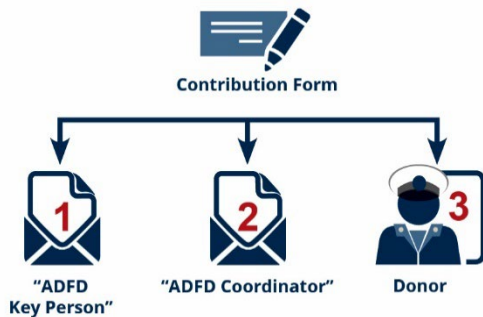 Contribution Form
1
2
3
“ADFD
Key Person”
“ADFD Coordinator”
Donor